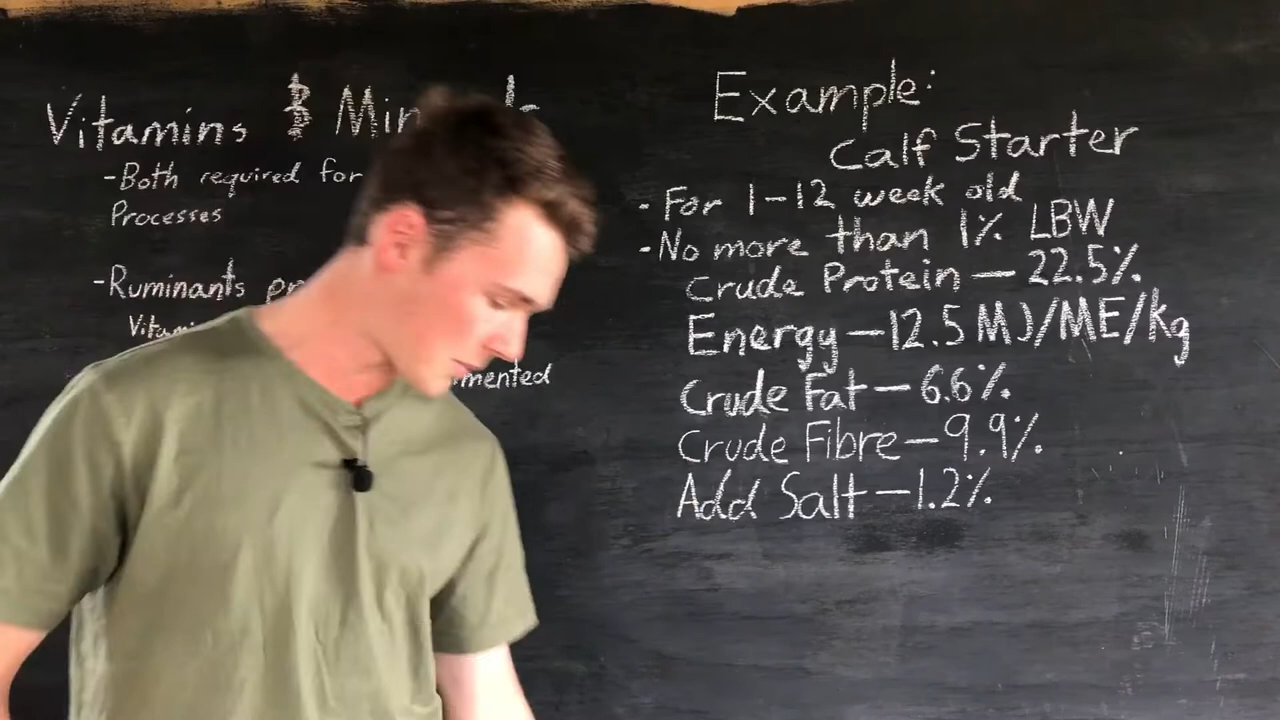 Vitamins & Min
-Both required for
Processes
-Ruminants pr
Vitami
mented
Example:
Calf Starter
-For 1-12 week old
-No more than 1% LBW
Crude Protein — 22.5%
Energy — 12.5 MJ/ME/kg
Crude Fat — 6.6%
Crude Fibre — 9.9%
Add Salt — 1.2%